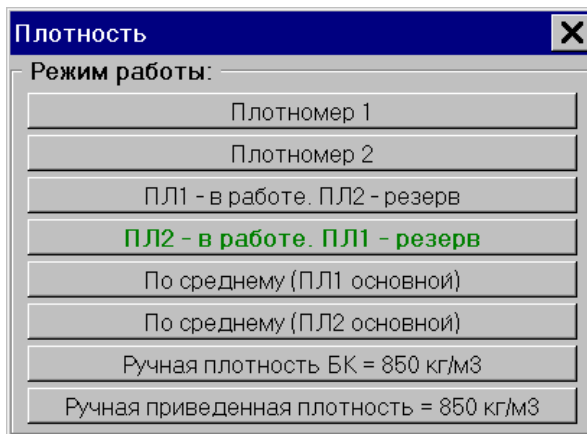 Плотность
Режим работы:
Плотномер 1
Плотномер 2
ПЛ1 - в работе. ПЛ2 - резерв
ПЛ2 - в работе. ПЛ1 - резерв
По среднему (ПЛ1 основной)
По среднему (ПЛ2 основной)
Ручная плотность БК = 850 кг/м3
Ручная приведенная плотность = 850 кг/м3